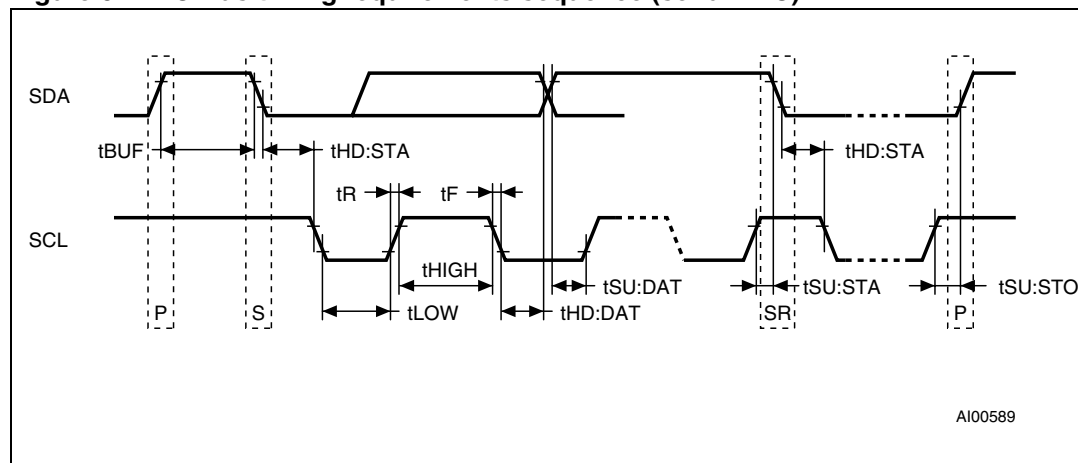 SDA
tBUF
tHD:STA
tHD:STA
tR
tF
SCL
tHIGH
tSU:DAT
tSU:STA
tSU:STO
tLOW
tHD:DAT
P
S
SR
P
AI00589